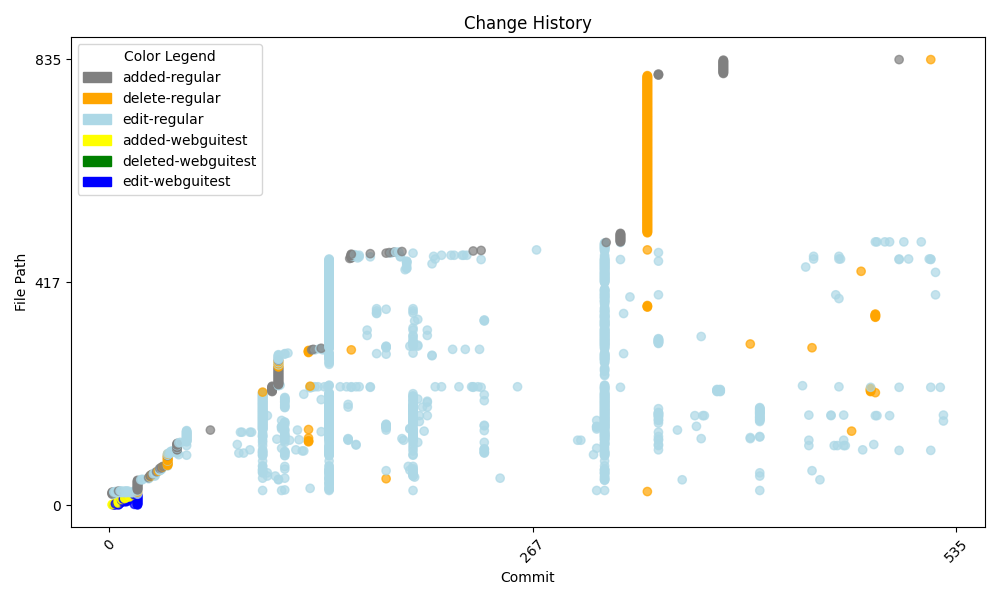 Change History
Color Legend
added-regular
delete-regular
edit-regular
added-webguitest
deleted-webguitest
edit-webguitest
File Path
835
417
0
0
267
535
Commit